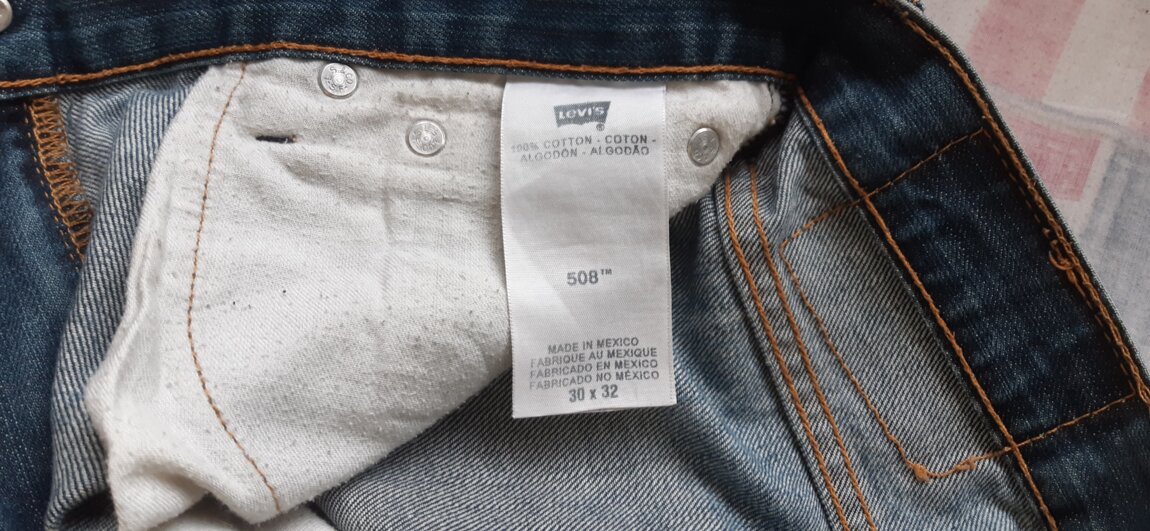 LEVI'S
®
100% COTTON - COTON -
ALGODÓN - ALGODÃO
508™
MADE IN MEXICO
FABRIQUE AU MEXIQUE
FABRICADO EN MEXICO
FABRICADO NO MÉXICO
30 x 32